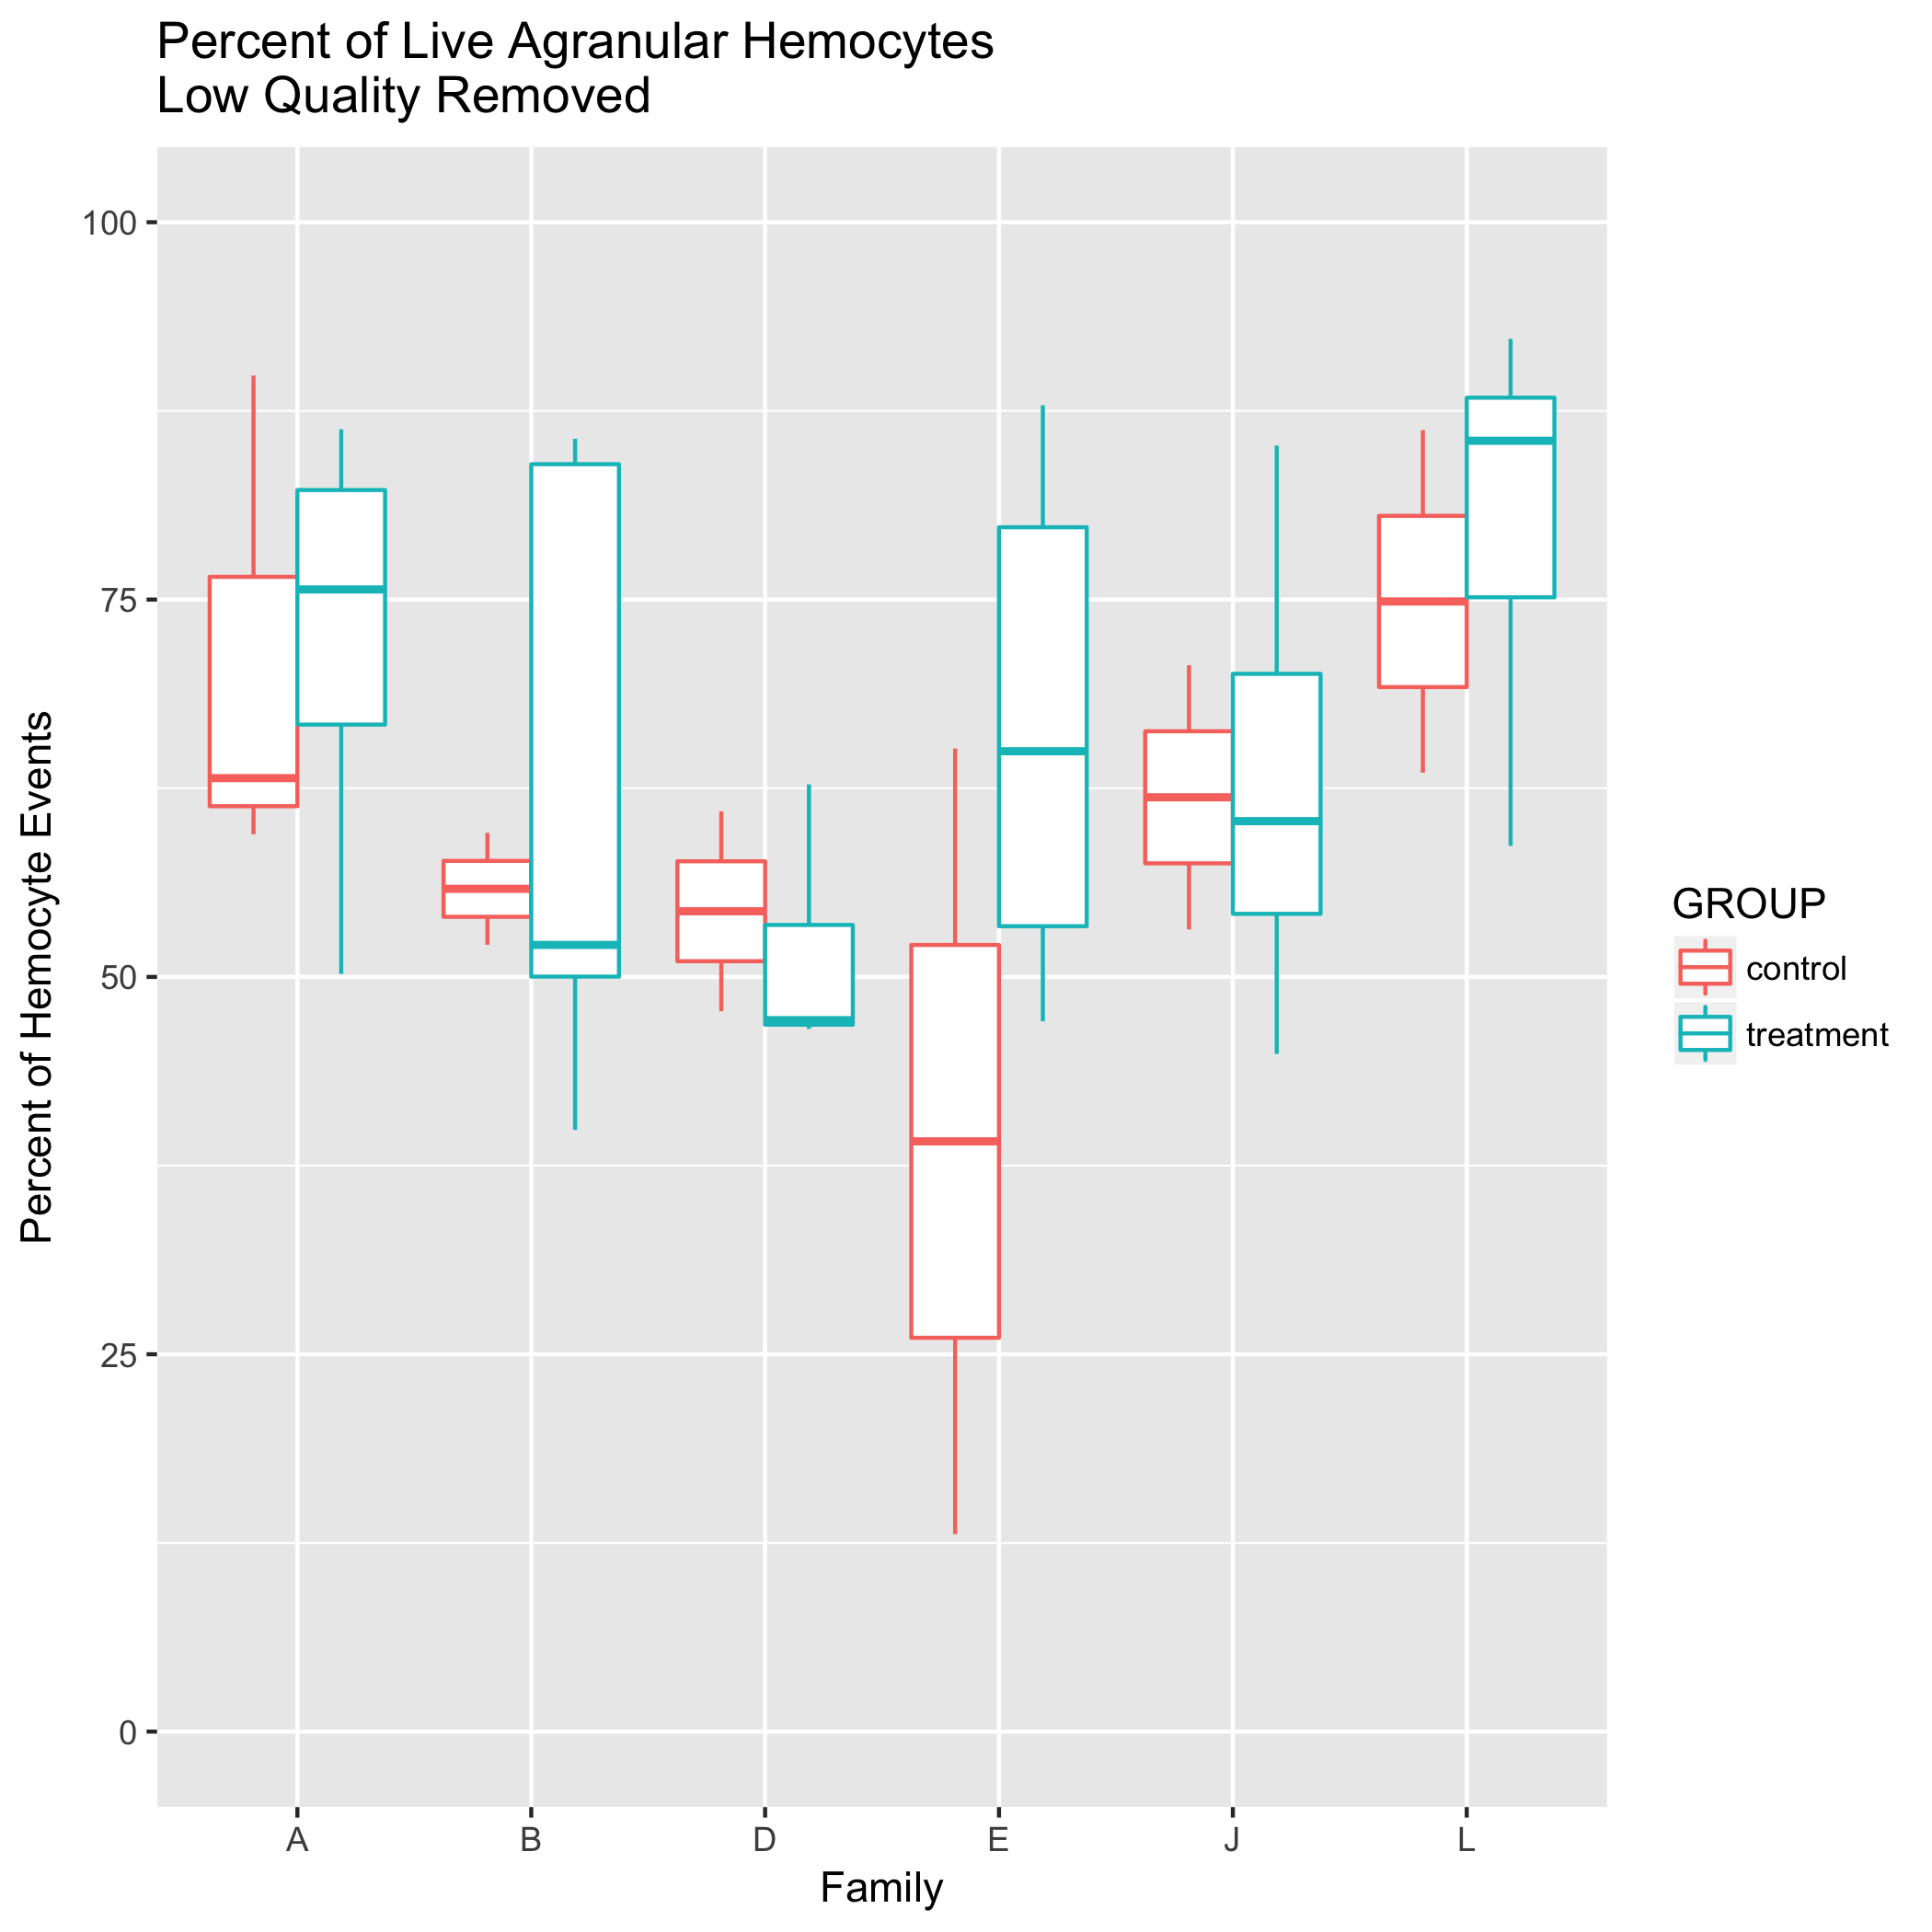 Percent of Live Agranular Hemocytes
Low Quality Removed
Percent of Hemocyte Events
100
75
50
25
0
A B D E J L
Family
GROUP
control
treatment